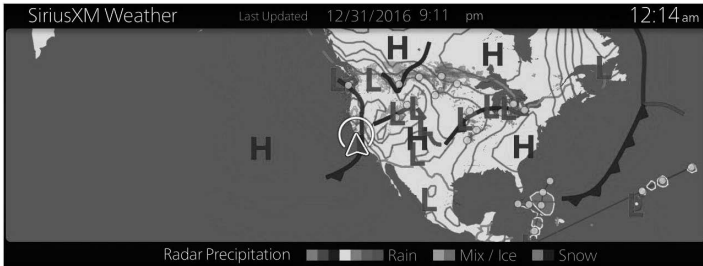 SiriusXM Weather Last Updated 12/31/2016 9:11 pm 12:14 am
H H
L L L
L L L L
L L
H L H H
L
L L
Radar Precipitation Rain Mix / Ice Snow